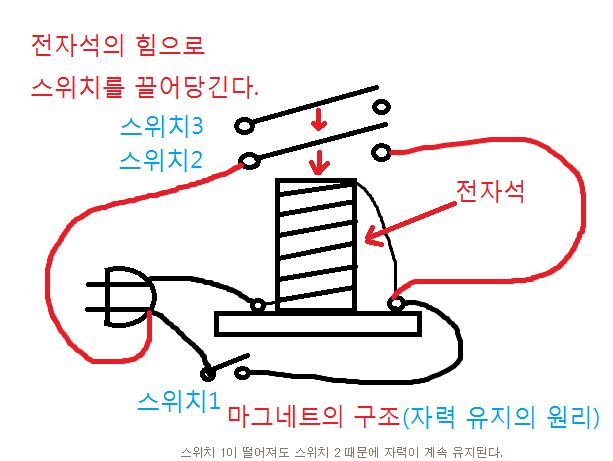 전자석의 힘으로
스위치를 끌어당긴다.
스위치3
스위치2
전자석
스위치1
마그네트의 구조(자력 유지의 원리)
스위치 1이 떨어져도 스위치 2 때문에 자력이 계속 유지된다.